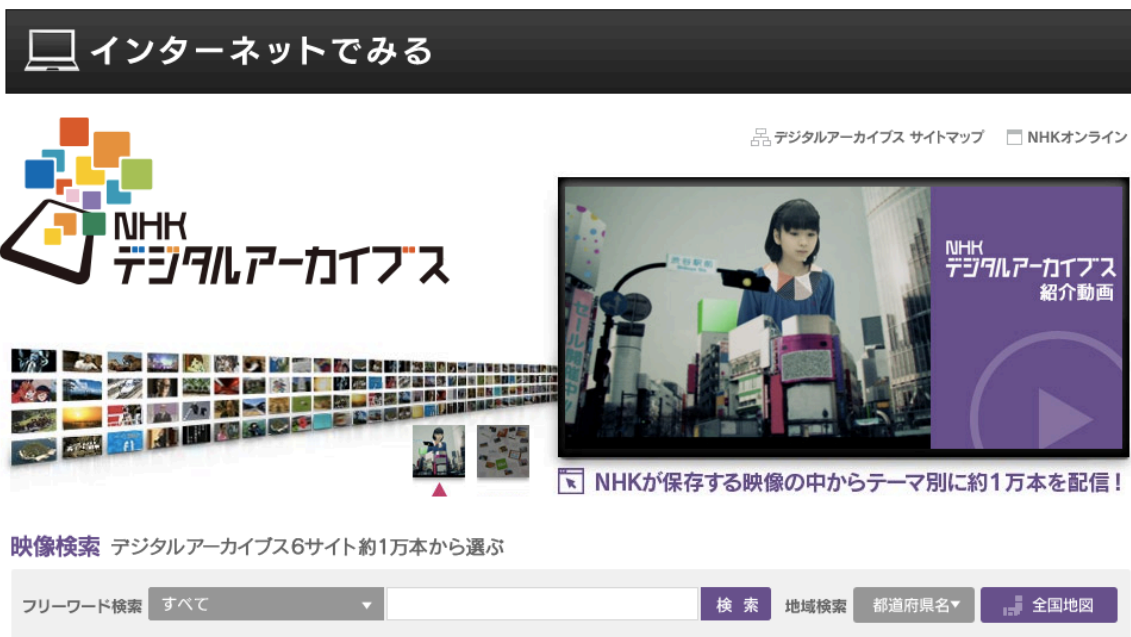 インターネットでみる
デジタルアーカイブス サイトマップ
NHKオンライン
NHK
デジタルアーカイブス
渋谷駅前
NHK
デジタルアーカイブス
紹介動画
NHKが保存する映像の中からテーマ別に約1万本を配信！
映像検索 デジタルアーカイブス6サイト約1万本から選ぶ
フリーワード検索 すべて▼ 検 索 地域検索 都道府県名▼ 全国地図